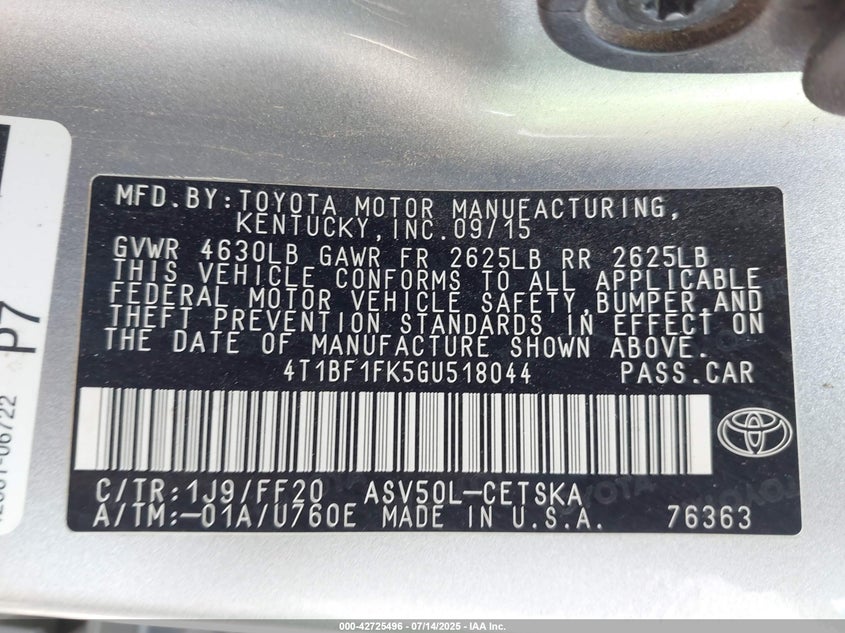 MFD.BY:TOYOTA MOTOR MANUFACTURING,
KENTUCKY,INC.09/15
GVWR 4630LB GAWR FR 2625LB RR 2625LB
THIS VEHICLE CONFORMS TO ALL APPLICABLE
FEDERAL MOTOR VEHICLE SAFETY,BUMPER,AND
THEFT PREVENTION STANDARDS IN EFFECT ON
THE DATE OF MANUFACTURE SHOWN ABOVE.
4T1BF1FK5GU518044 PASS.CAR
C/TR:1J9/FF20 ASV50L-CETSKA
A/TM:-01A/U760E MADE IN U.S.A. 76363
P7
000-42725496 - 07/14/2025 - IAA Inc.